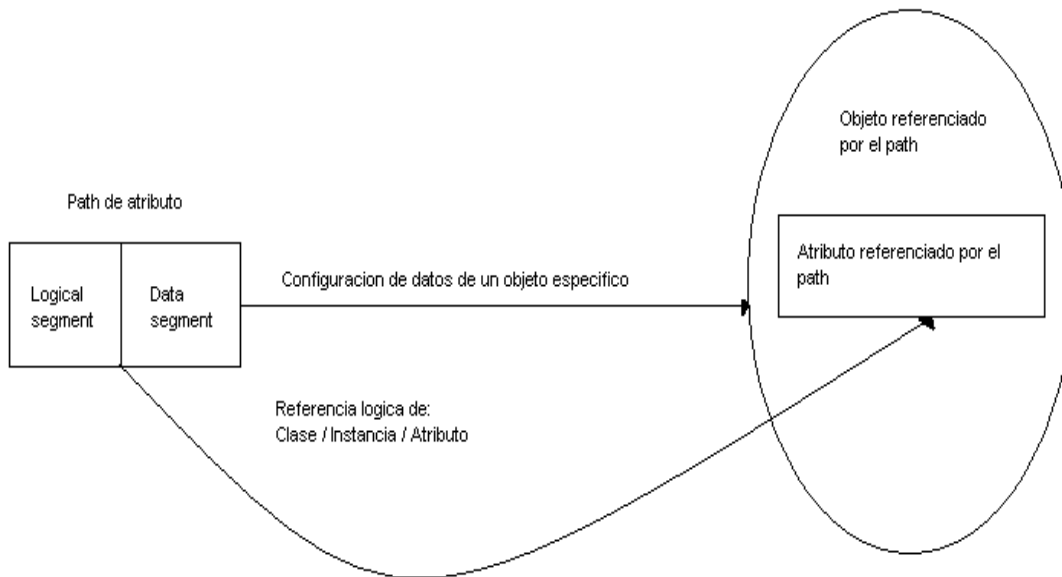 Objeto referenciado
por el path
Path de atributo
Logical
segment
Data
segment
Configuracion de datos de un objeto especifico
Atributo referenciado por el
path
Referencia logica de:
Clase / Instancia / Atributo